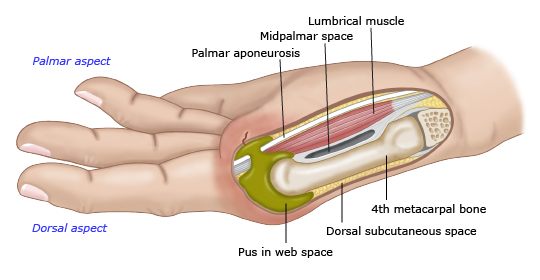 Lumbrical muscle
Midpalmar space
Palmar aponeurosis
Palmar aspect
4th metacarpal bone
Dorsal aspect
Dorsal subcutaneous space
Pus in web space